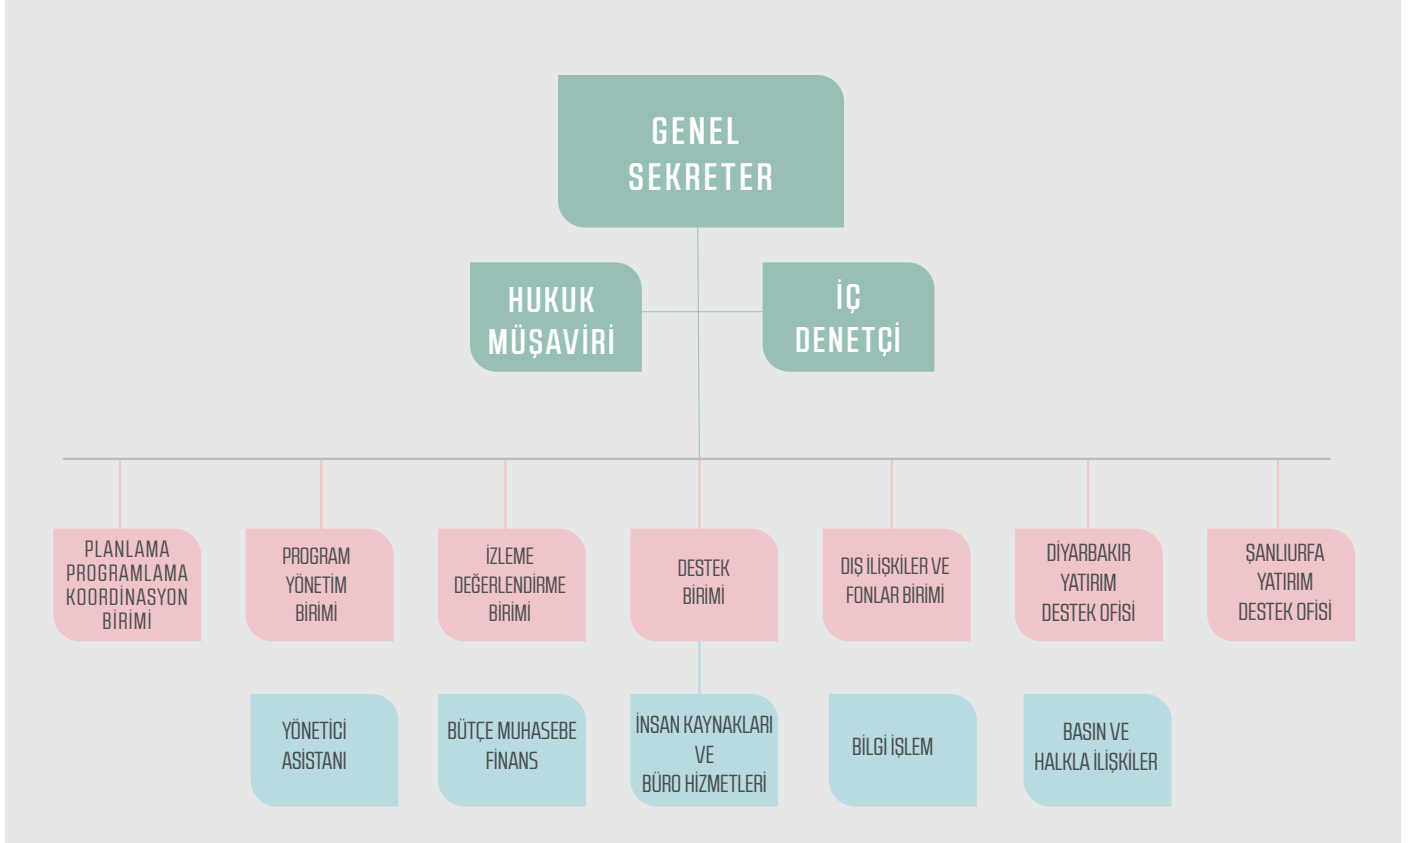 GENEL
SEKRETER
HUKUK
MÜŞAVİRİ
İÇ
DENETÇİ
PLANLAMA
PROGRAMLAMA
KOORDİNASYON
BİRİMİ
PROGRAM
YÖNETİM
BİRİMİ
İZLEME
DEĞERLENDİRME
BİRİMİ
DESTEK
BİRİMİ
DIŞ İLİŞKİLER VE
FONLAR BİRİMİ
DİYARBAKIR
YATIRIM
DESTEK OFİSİ
ŞANLIURFA
YATIRIM
DESTEK OFİSİ
YÖNETİCİ
ASİSTANI
BÜTÇE MUHASEBE
FİNANS
İNSAN KAYNAKLARI
VE
BÜRO HİZMETLERİ
BİLGİ İŞLEM
BASIN VE
HALKLA İLİŞKİLER